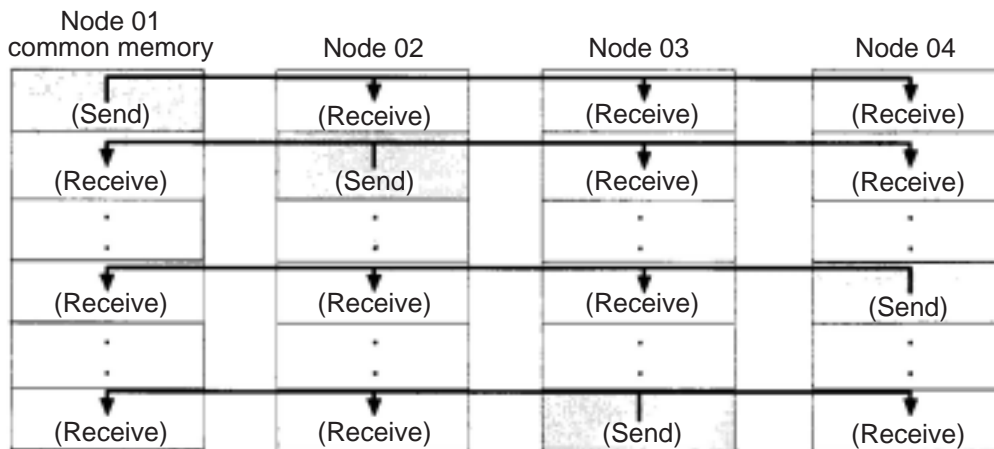 Node 01
common memory
Node 02
Node 03
Node 04
(Send)
(Receive)
(Receive)
(Receive)
(Receive)
(Send)
(Receive)
(Receive)
(Receive)
(Receive)
(Receive)
(Send)
(Receive)
(Receive)
(Send)
(Receive)